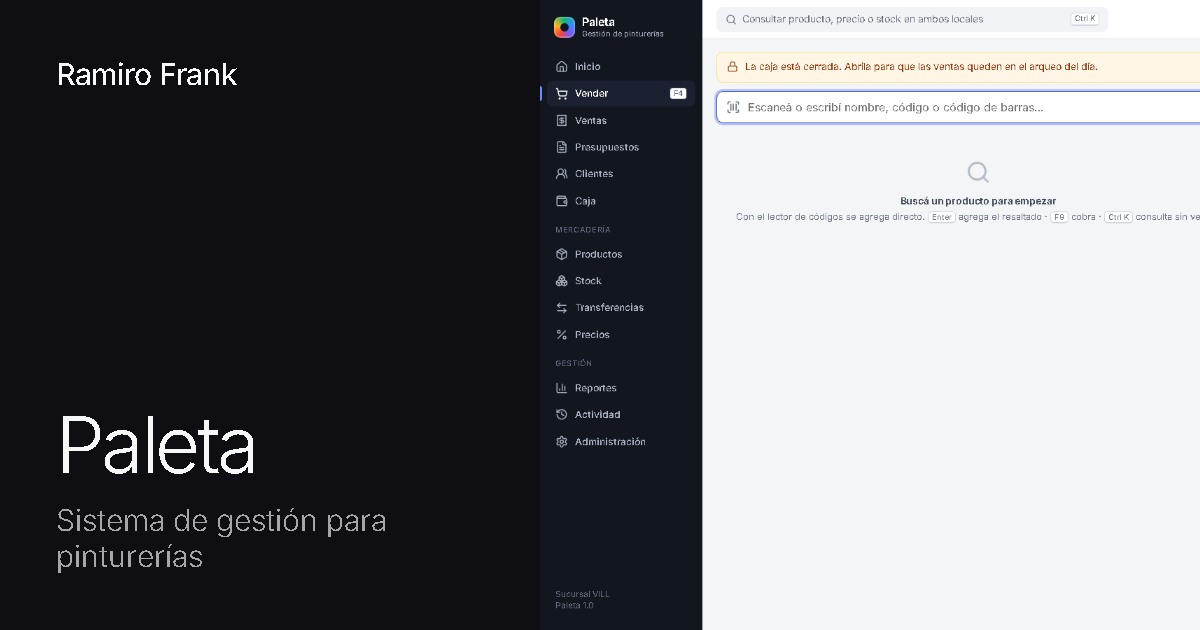 Ramiro Frank
Paleta
Sistema de gestión para
pinturerías
Paleta
Gestión de pinturerías
Inicio
Vender F4
Ventas
Presupuestos
Clientes
Caja
MERCADERÍA
Productos
Stock
Transferencias
Precios
GESTIÓN
Reportes
Actividad
Administración
Sucursal VILL
Paleta 1.0
Consultar producto, precio o stock en ambos locales Ctrl K
La caja está cerrada. Abrila para que las ventas queden en el arqueo del día.
Escaneá o escribí nombre, código o código de barras...
Buscá un producto para empezar
Con el lector de códigos se agrega directo. Enter agrega el resaltado · F9 cobra · Ctrl K consulta sin ve